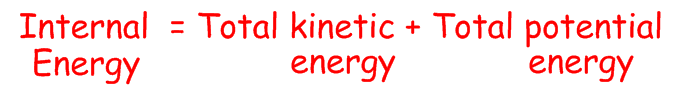 Internal = Total kinetic + Total potential
Energy energy energy